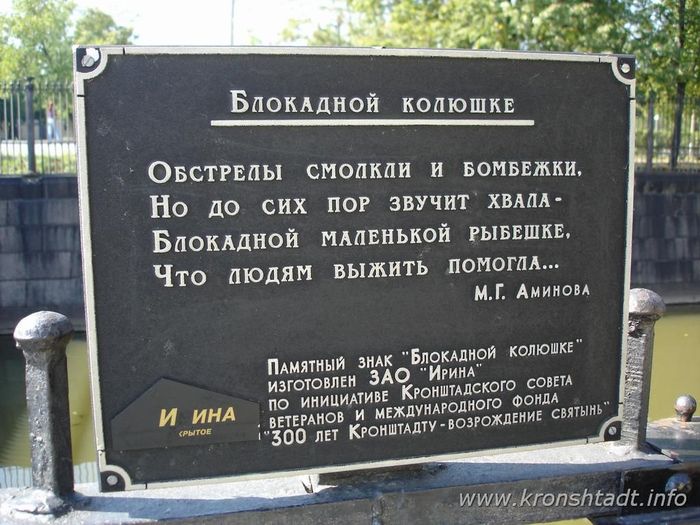 Блокадной колюшке
Обстрелы смолкли и бомбежки,
Но до сих пор звучит хвала-
Блокадной маленькой рыбешке,
Что людям выжить помогла...
М.Г. Аминова
Памятный знак "Блокадной колюшке"
изготовлен ЗАО "Ирина"
по инициативе Кронштадского совета
ветеранов и международного фонда
"300 лет Кронштадту - возрождение святынь"
И ИНА
крытое
www.kronshtadt.info